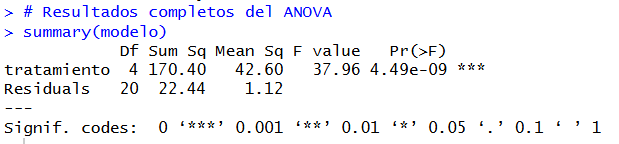 > # Resultados completos del ANOVA
> summary(modelo)
            Df Sum Sq Mean Sq F value   Pr(>F)
tratamiento  4 170.40   42.60   37.96 4.49e-09 ***
Residuals   20  22.44    1.12
---
Signif. codes:  0 ‘***’ 0.001 ‘**’ 0.01 ‘*’ 0.05 ‘.’ 0.1 ‘ ’ 1